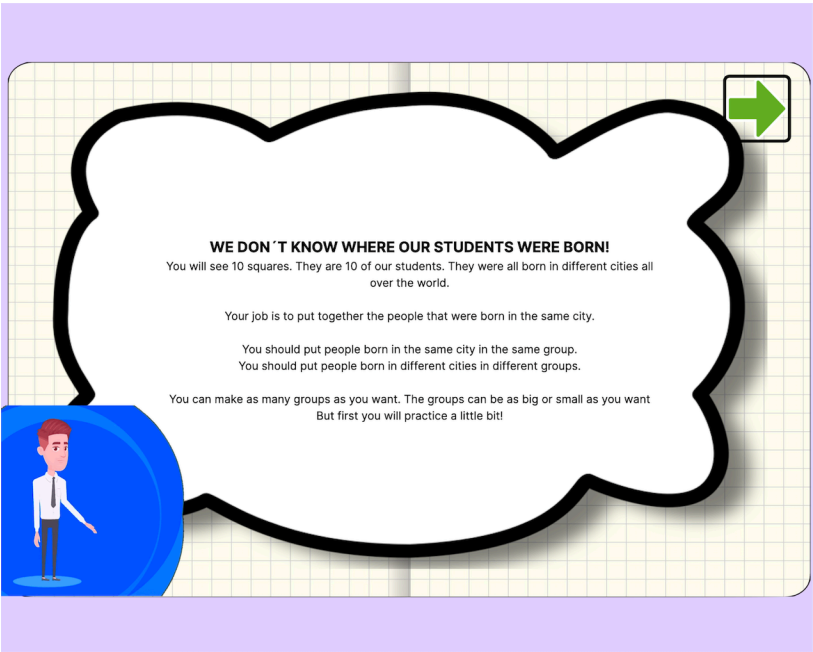 WE DON´T KNOW WHERE OUR STUDENTS WERE BORN!
You will see 10 squares. They are 10 of our students. They were all born in different cities all
over the world.
Your job is to put together the people that were born in the same city.
You should put people born in the same city in the same group.
You should put people born in different cities in different groups.
You can make as many groups as you want. The groups can be as big or small as you want
But first you will practice a little bit!